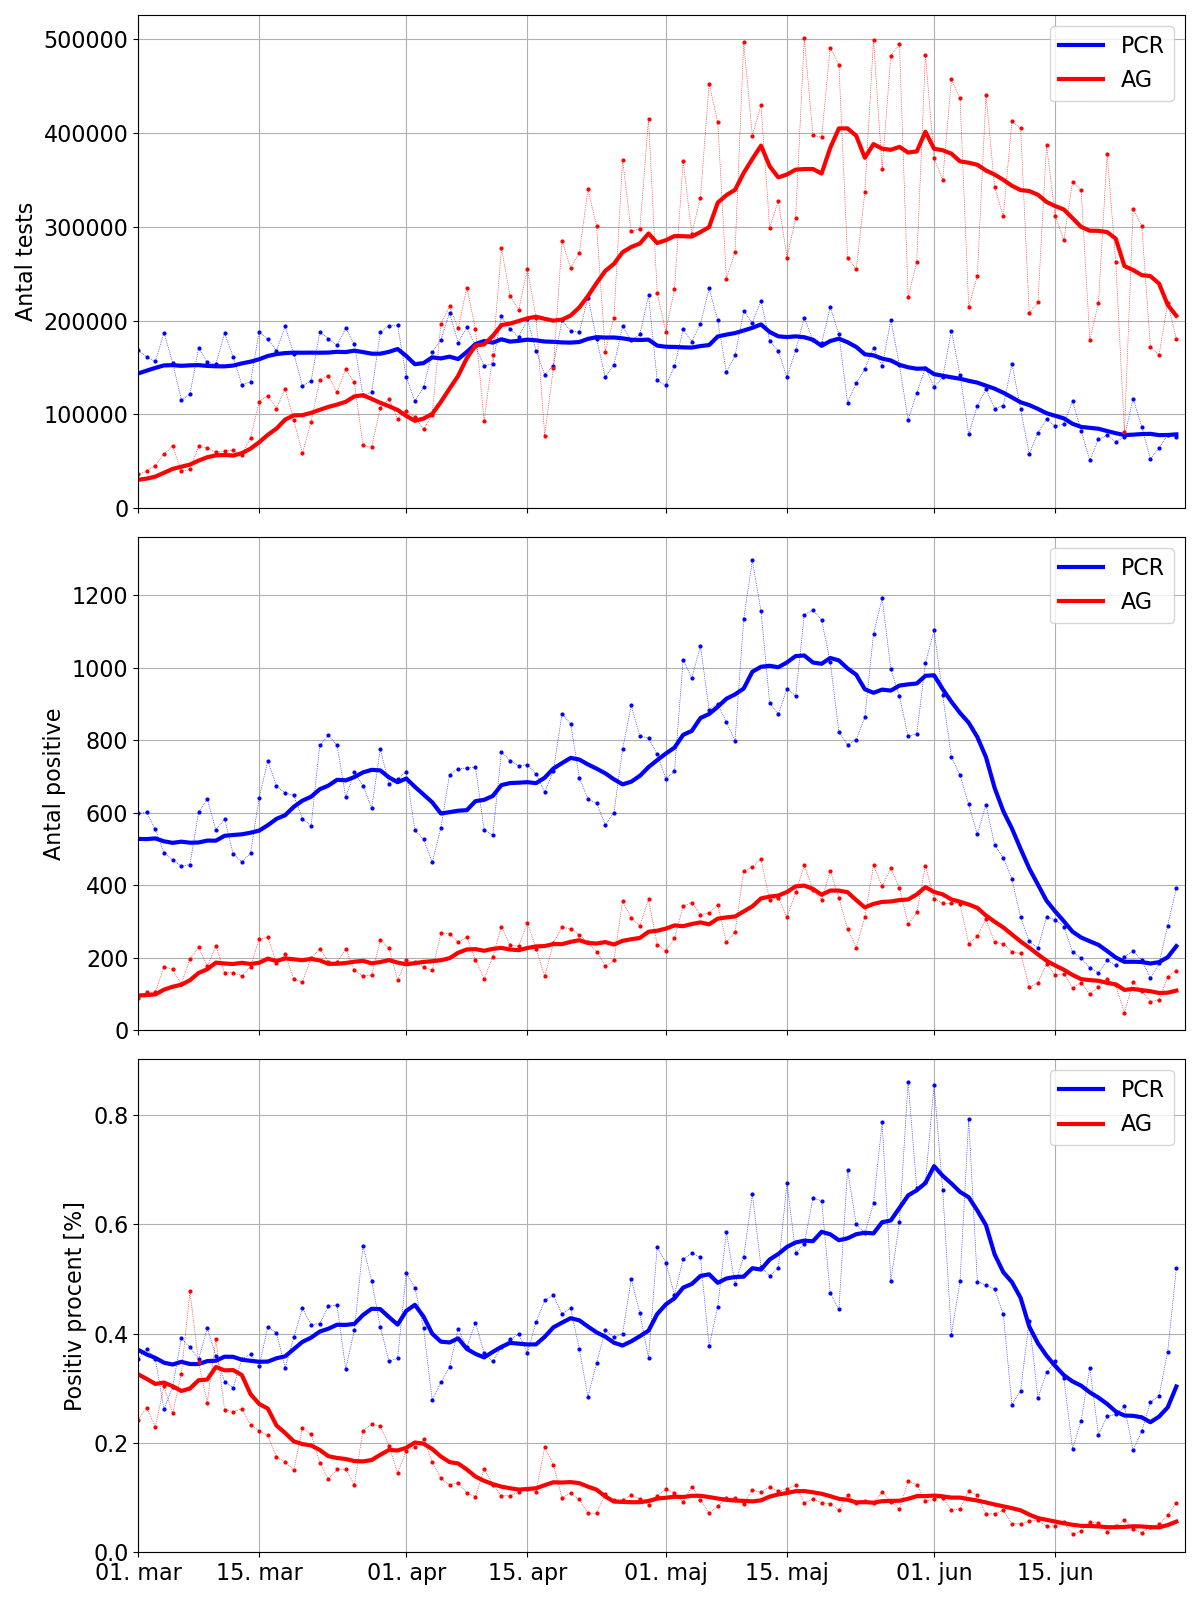 500000
400000
300000
200000
100000
0
Antal tests
PCR
AG
1200
1000
800
600
400
200
0
Antal positive
PCR
AG
0.8
0.6
0.4
0.2
0.0
Positiv procent [%]
PCR
AG
01. mar 15. mar 01. apr 15. apr 01. maj 15. maj 01. jun 15. jun